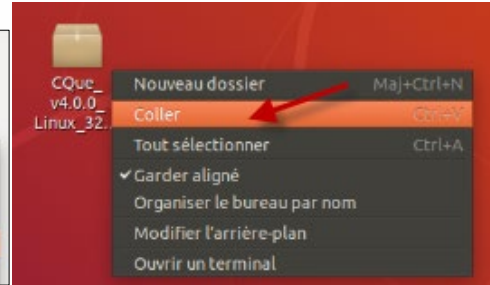 CQue_
v4.0.0_
Linux_32...
Nouveau dossier Maj+Ctrl+N
Coller Ctrl+V
Tout sélectionner Ctrl+A
✔Garder aligné
Organiser le bureau par nom
Modifier l'arrière-plan
Ouvrir un terminal